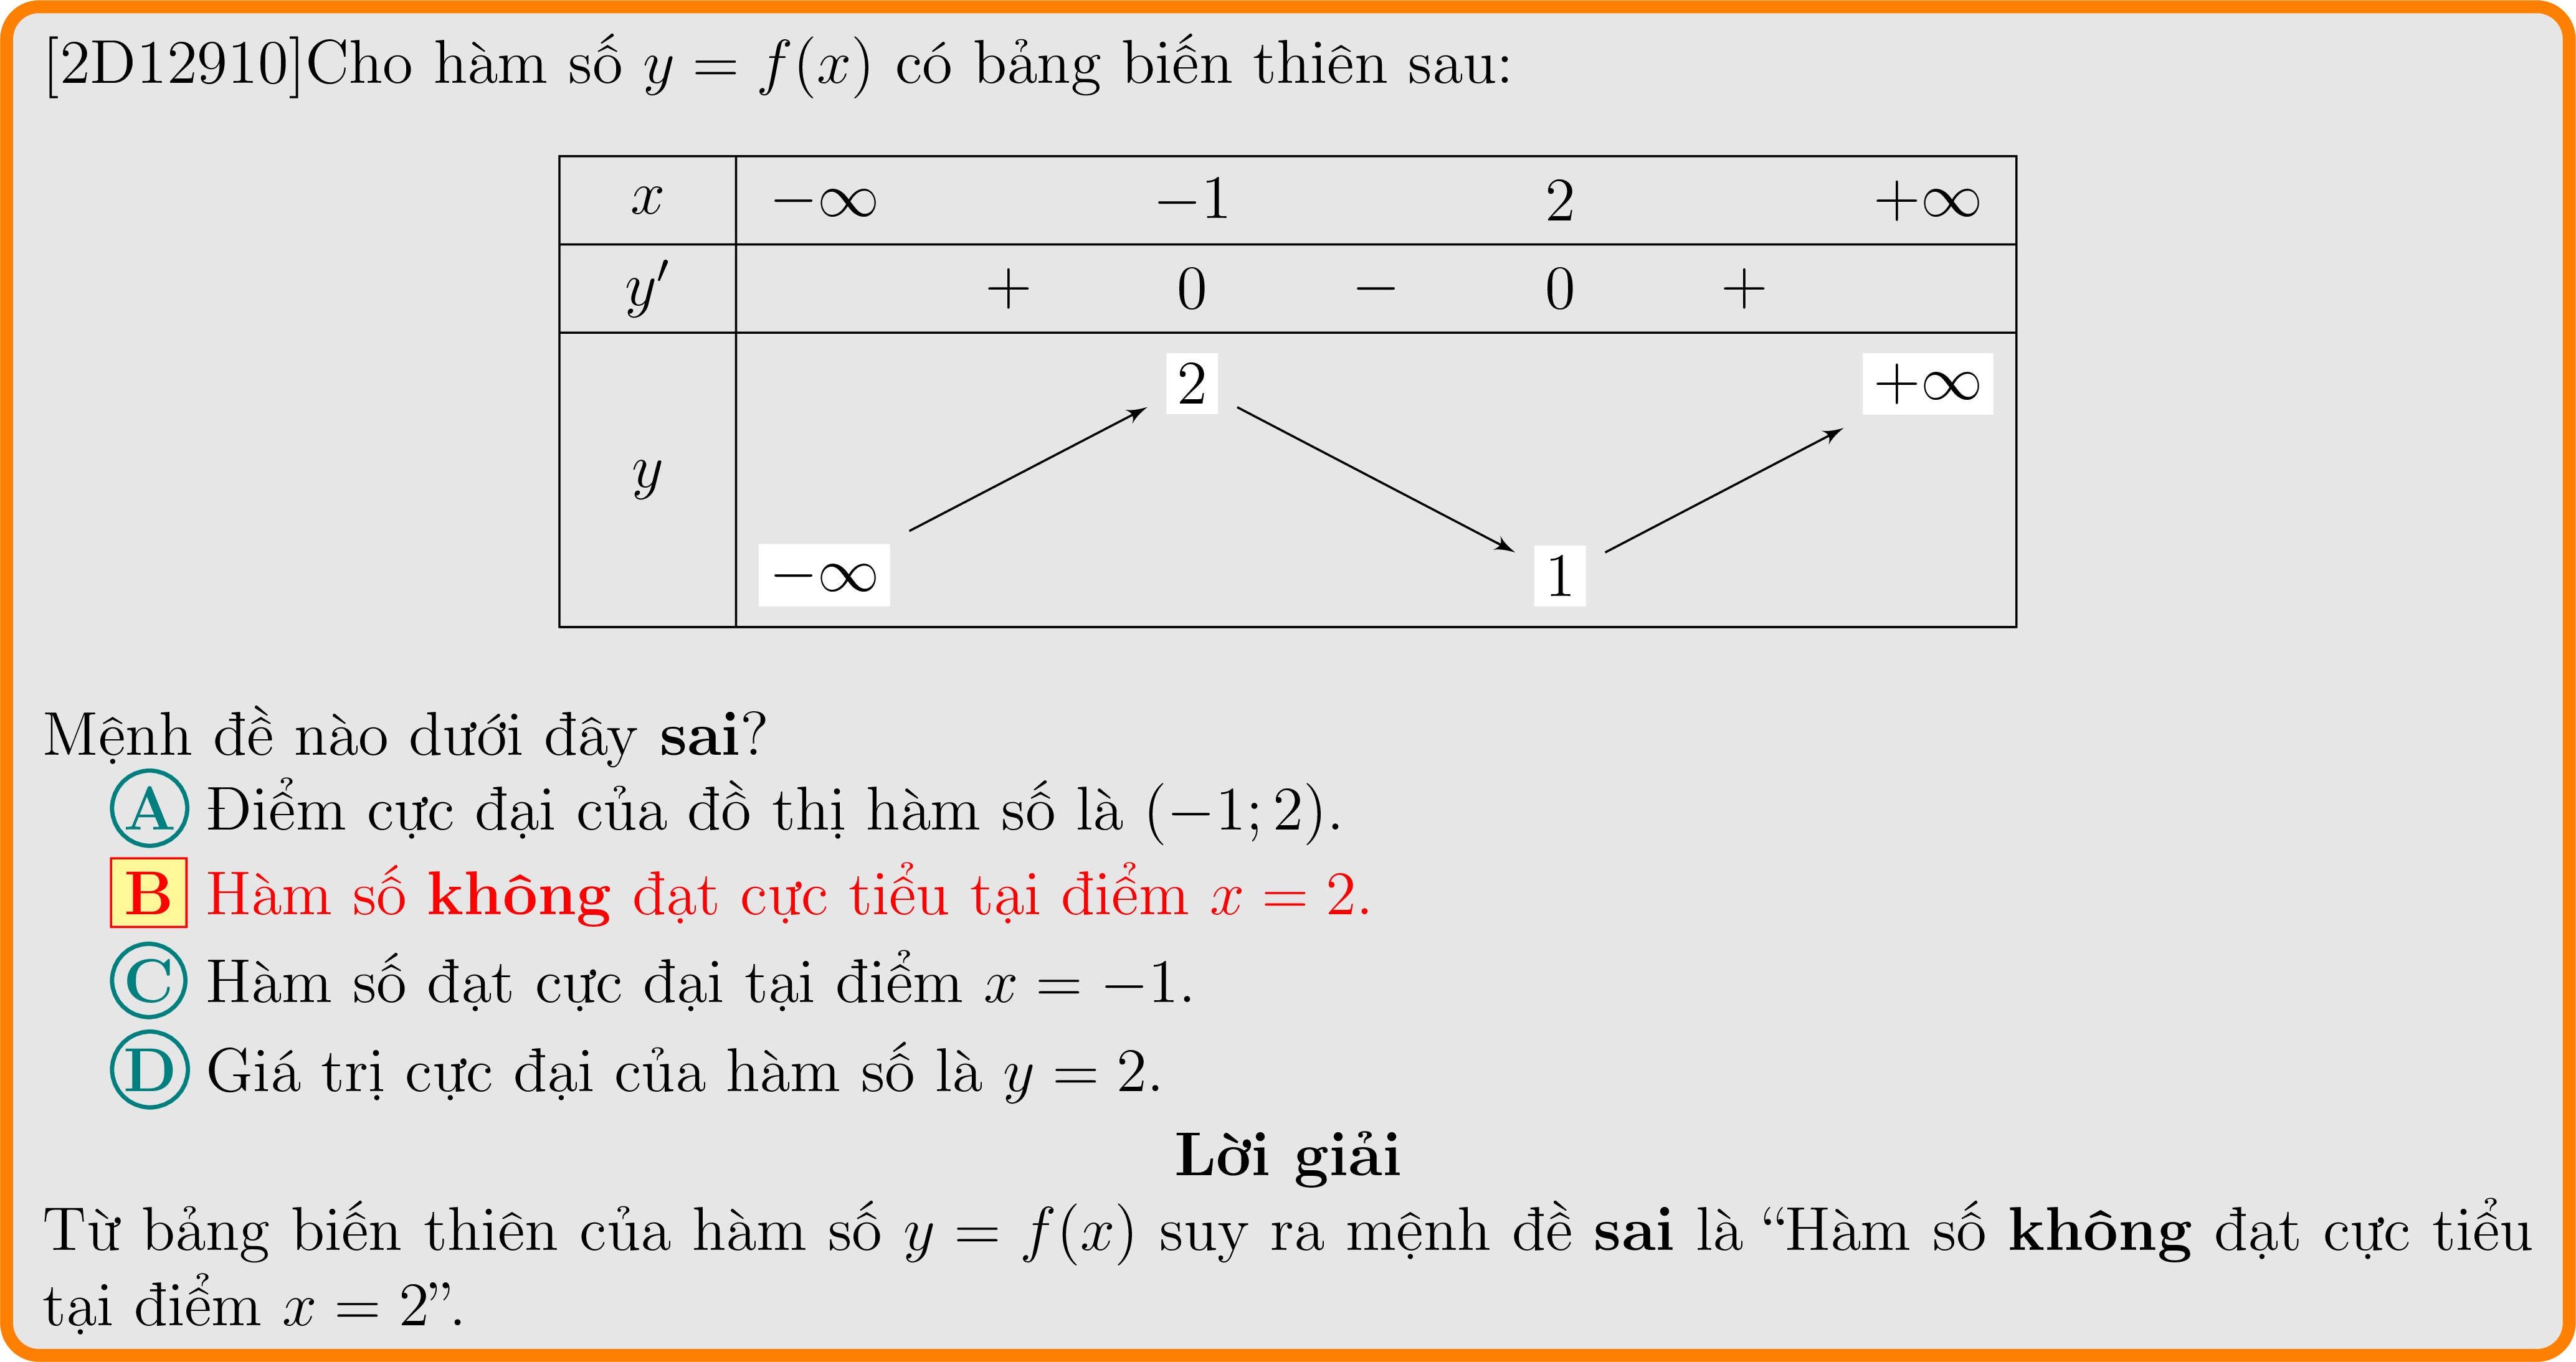 [2D12910]Cho hàm số y = f(x) có bảng biến thiên sau:
x −∞ −1 2 +∞
y′ + 0 − 0 +
y −∞ 2 1 +∞
Mệnh đề nào dưới đây sai?
A Điểm cực đại của đồ thị hàm số là (−1; 2).
B Hàm số không đạt cực tiểu tại điểm x = 2.
C Hàm số đạt cực đại tại điểm x = −1.
D Giá trị cực đại của hàm số là y = 2.
Lời giải
Từ bảng biến thiên của hàm số y = f(x) suy ra mệnh đề sai là “Hàm số không đạt cực tiểu
tại điểm x = 2”.